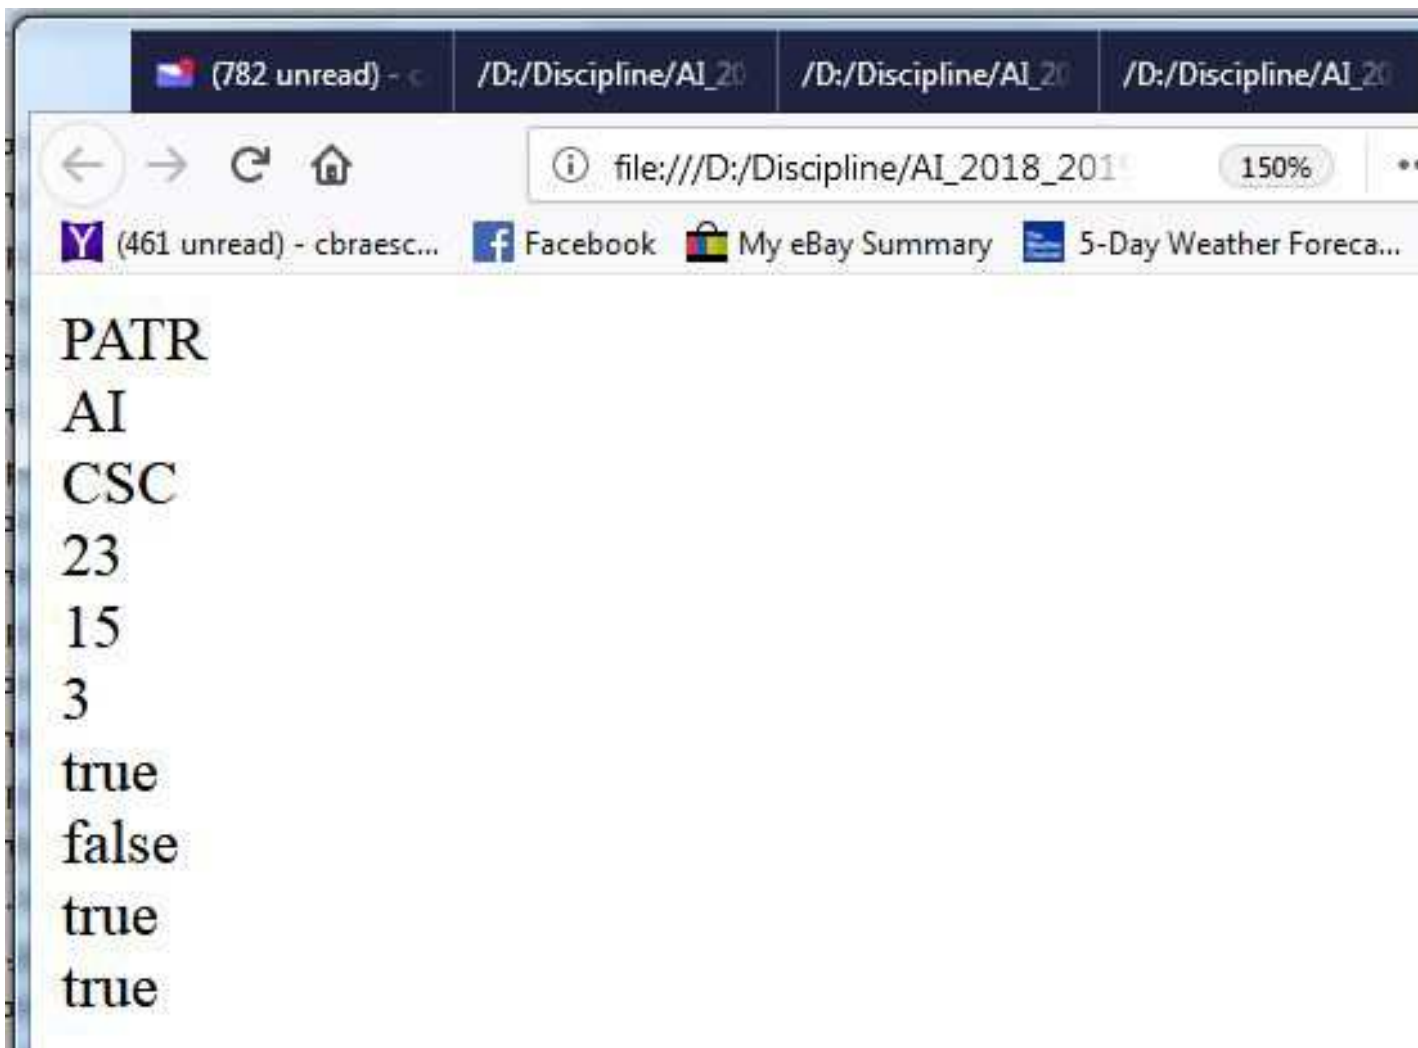 (782 unread) - c /D:/Discipline/AI_20 /D:/Discipline/AI_20 /D:/Discipline/AI_20
file:///D:/Discipline/AI_2018_2019 150%
(461 unread) - cbraesc... Facebook My eBay Summary 5-Day Weather Foreca...
PATR
AI
CSC
23
15
3
true
false
true
true